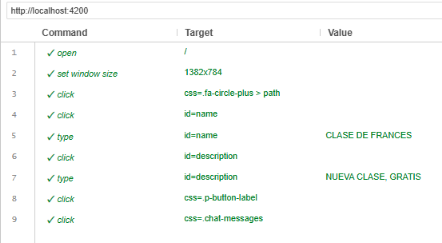 http://localhost:4200
Command Target Value
1 ✓ open /
2 ✓ set window size 1382x784
3 ✓ click css=.fa-circle-plus > path
4 ✓ click id=name
5 ✓ type id=name CLASE DE FRANCES
6 ✓ click id=description
7 ✓ type id=description NUEVA CLASE, GRATIS
8 ✓ click css=.p-button-label
9 ✓ click css=.chat-messages